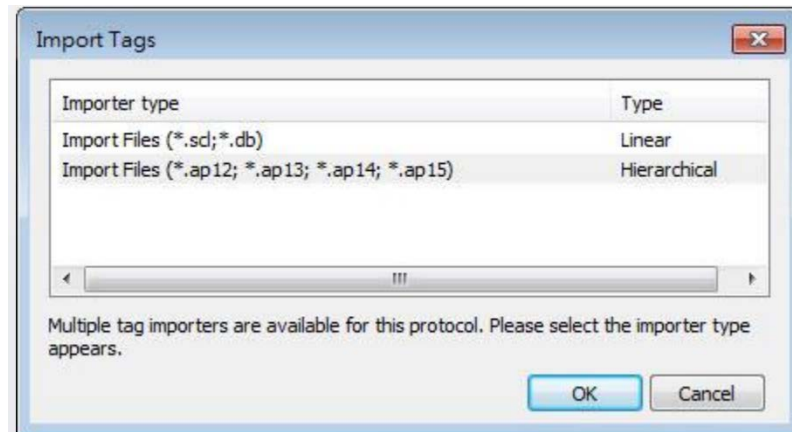 Import Tags
Importer type Type
Import Files (*.scl;*.db) Linear
Import Files (*.ap12; *.ap13; *.ap14; *.ap15) Hierarchical
Multiple tag importers are available for this protocol. Please select the importer type
appears.
OK Cancel